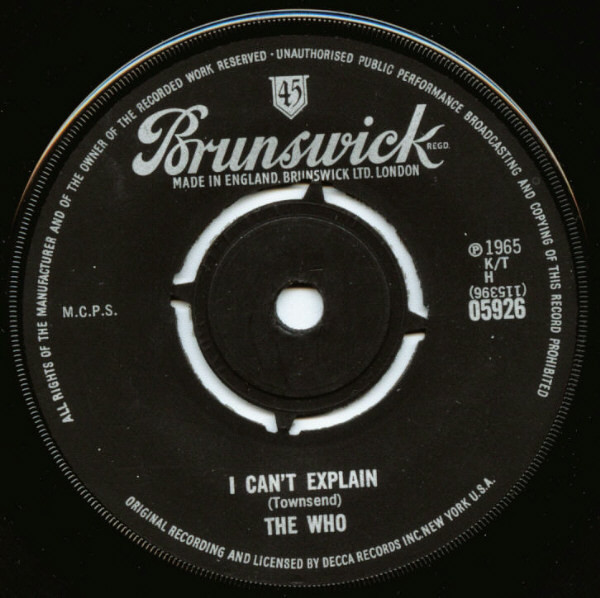 ALL RIGHTS OF THE MANUFACTURER AND OF THE OWNER OF THE RECORDED WORK RESERVED · UNAUTHORISED PUBLIC PERFORMANCE BROADCASTING AND COPYING OF THIS RECORD PROHIBITED
45
Brunswick REGD.
MADE IN ENGLAND. BRUNSWICK LTD. LONDON
℗ 1965
K/T
H
(115396)
M.C.P.S.
05926
I CAN'T EXPLAIN
(Townsend)
THE WHO
ORIGINAL RECORDING AND LICENSED BY DECCA RECORDS INC. NEW YORK U.S.A.